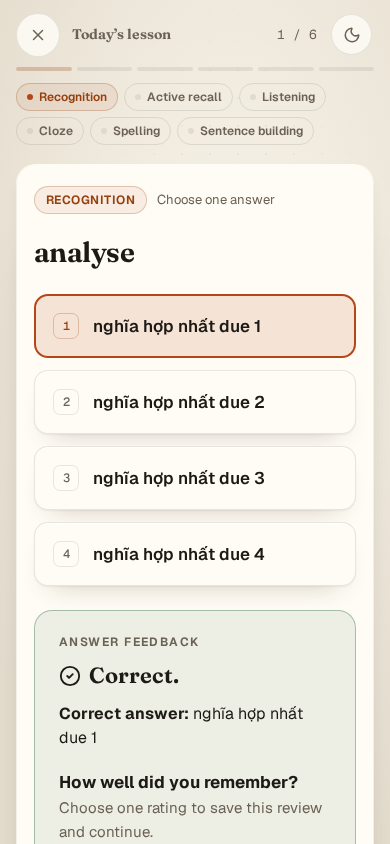 Today's lesson
1 / 6
Recognition
Active recall
Listening
Cloze
Spelling
Sentence building
RECOGNITION
Choose one answer
analyse
1 nghĩa hợp nhất due 1
2 nghĩa hợp nhất due 2
3 nghĩa hợp nhất due 3
4 nghĩa hợp nhất due 4
ANSWER FEEDBACK
Correct.
Correct answer: nghĩa hợp nhất
due 1
How well did you remember?
Choose one rating to save this review
and continue.